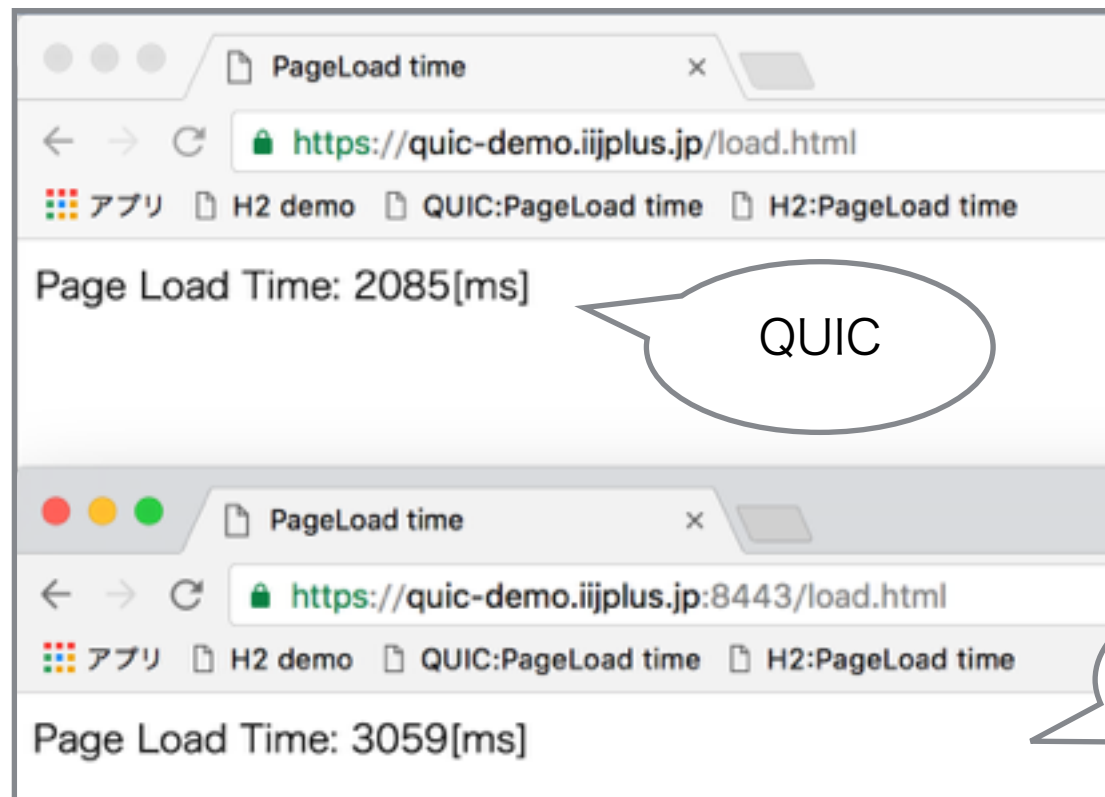 PageLoad time
https://quic-demo.iijplus.jp/load.html
アプリ H2 demo QUIC:PageLoad time H2:PageLoad time
Page Load Time: 2085[ms]
QUIC
PageLoad time
https://quic-demo.iijplus.jp:8443/load.html
アプリ H2 demo QUIC:PageLoad time H2:PageLoad time
Page Load Time: 3059[ms]